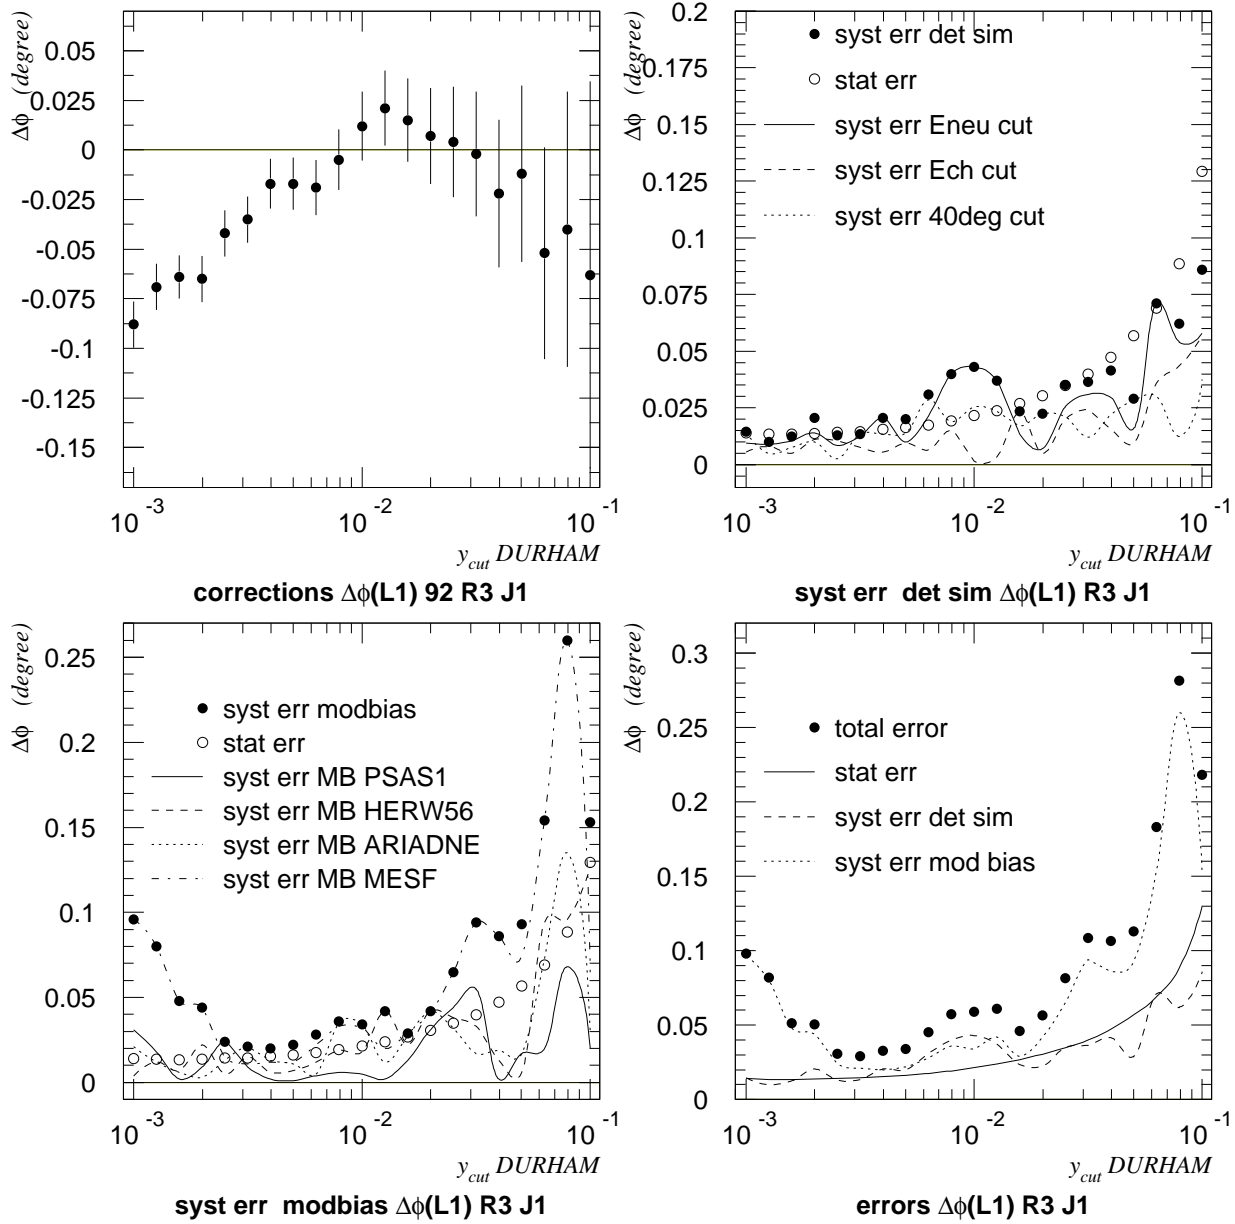 Δϕ (degree)
0.05
0.025
0
-0.025
-0.05
-0.075
-0.1
-0.125
-0.15
10 -3
10 -2
10 -1
y cut DURHAM
corrections Δϕ(L1) 92 R3 J1
Δϕ (degree)
0.2
0.175
0.15
0.125
0.1
0.075
0.05
0.025
0
syst err det sim
stat err
syst err Eneu cut
syst err Ech cut
syst err 40deg cut
10 -3
10 -2
10 -1
y cut DURHAM
syst err det sim Δϕ(L1) R3 J1
Δϕ (degree)
0.25
0.2
0.15
0.1
0.05
0
syst err modbias
stat err
syst err MB PSAS1
syst err MB HERW56
syst err MB ARIADNE
syst err MB MESF
10 -3
10 -2
10 -1
y cut DURHAM
syst err modbias Δϕ(L1) R3 J1
Δϕ (degree)
0.3
0.25
0.2
0.15
0.1
0.05
0
total error
stat err
syst err det sim
syst err mod bias
10 -3
10 -2
10 -1
y cut DURHAM
errors Δϕ(L1) R3 J1